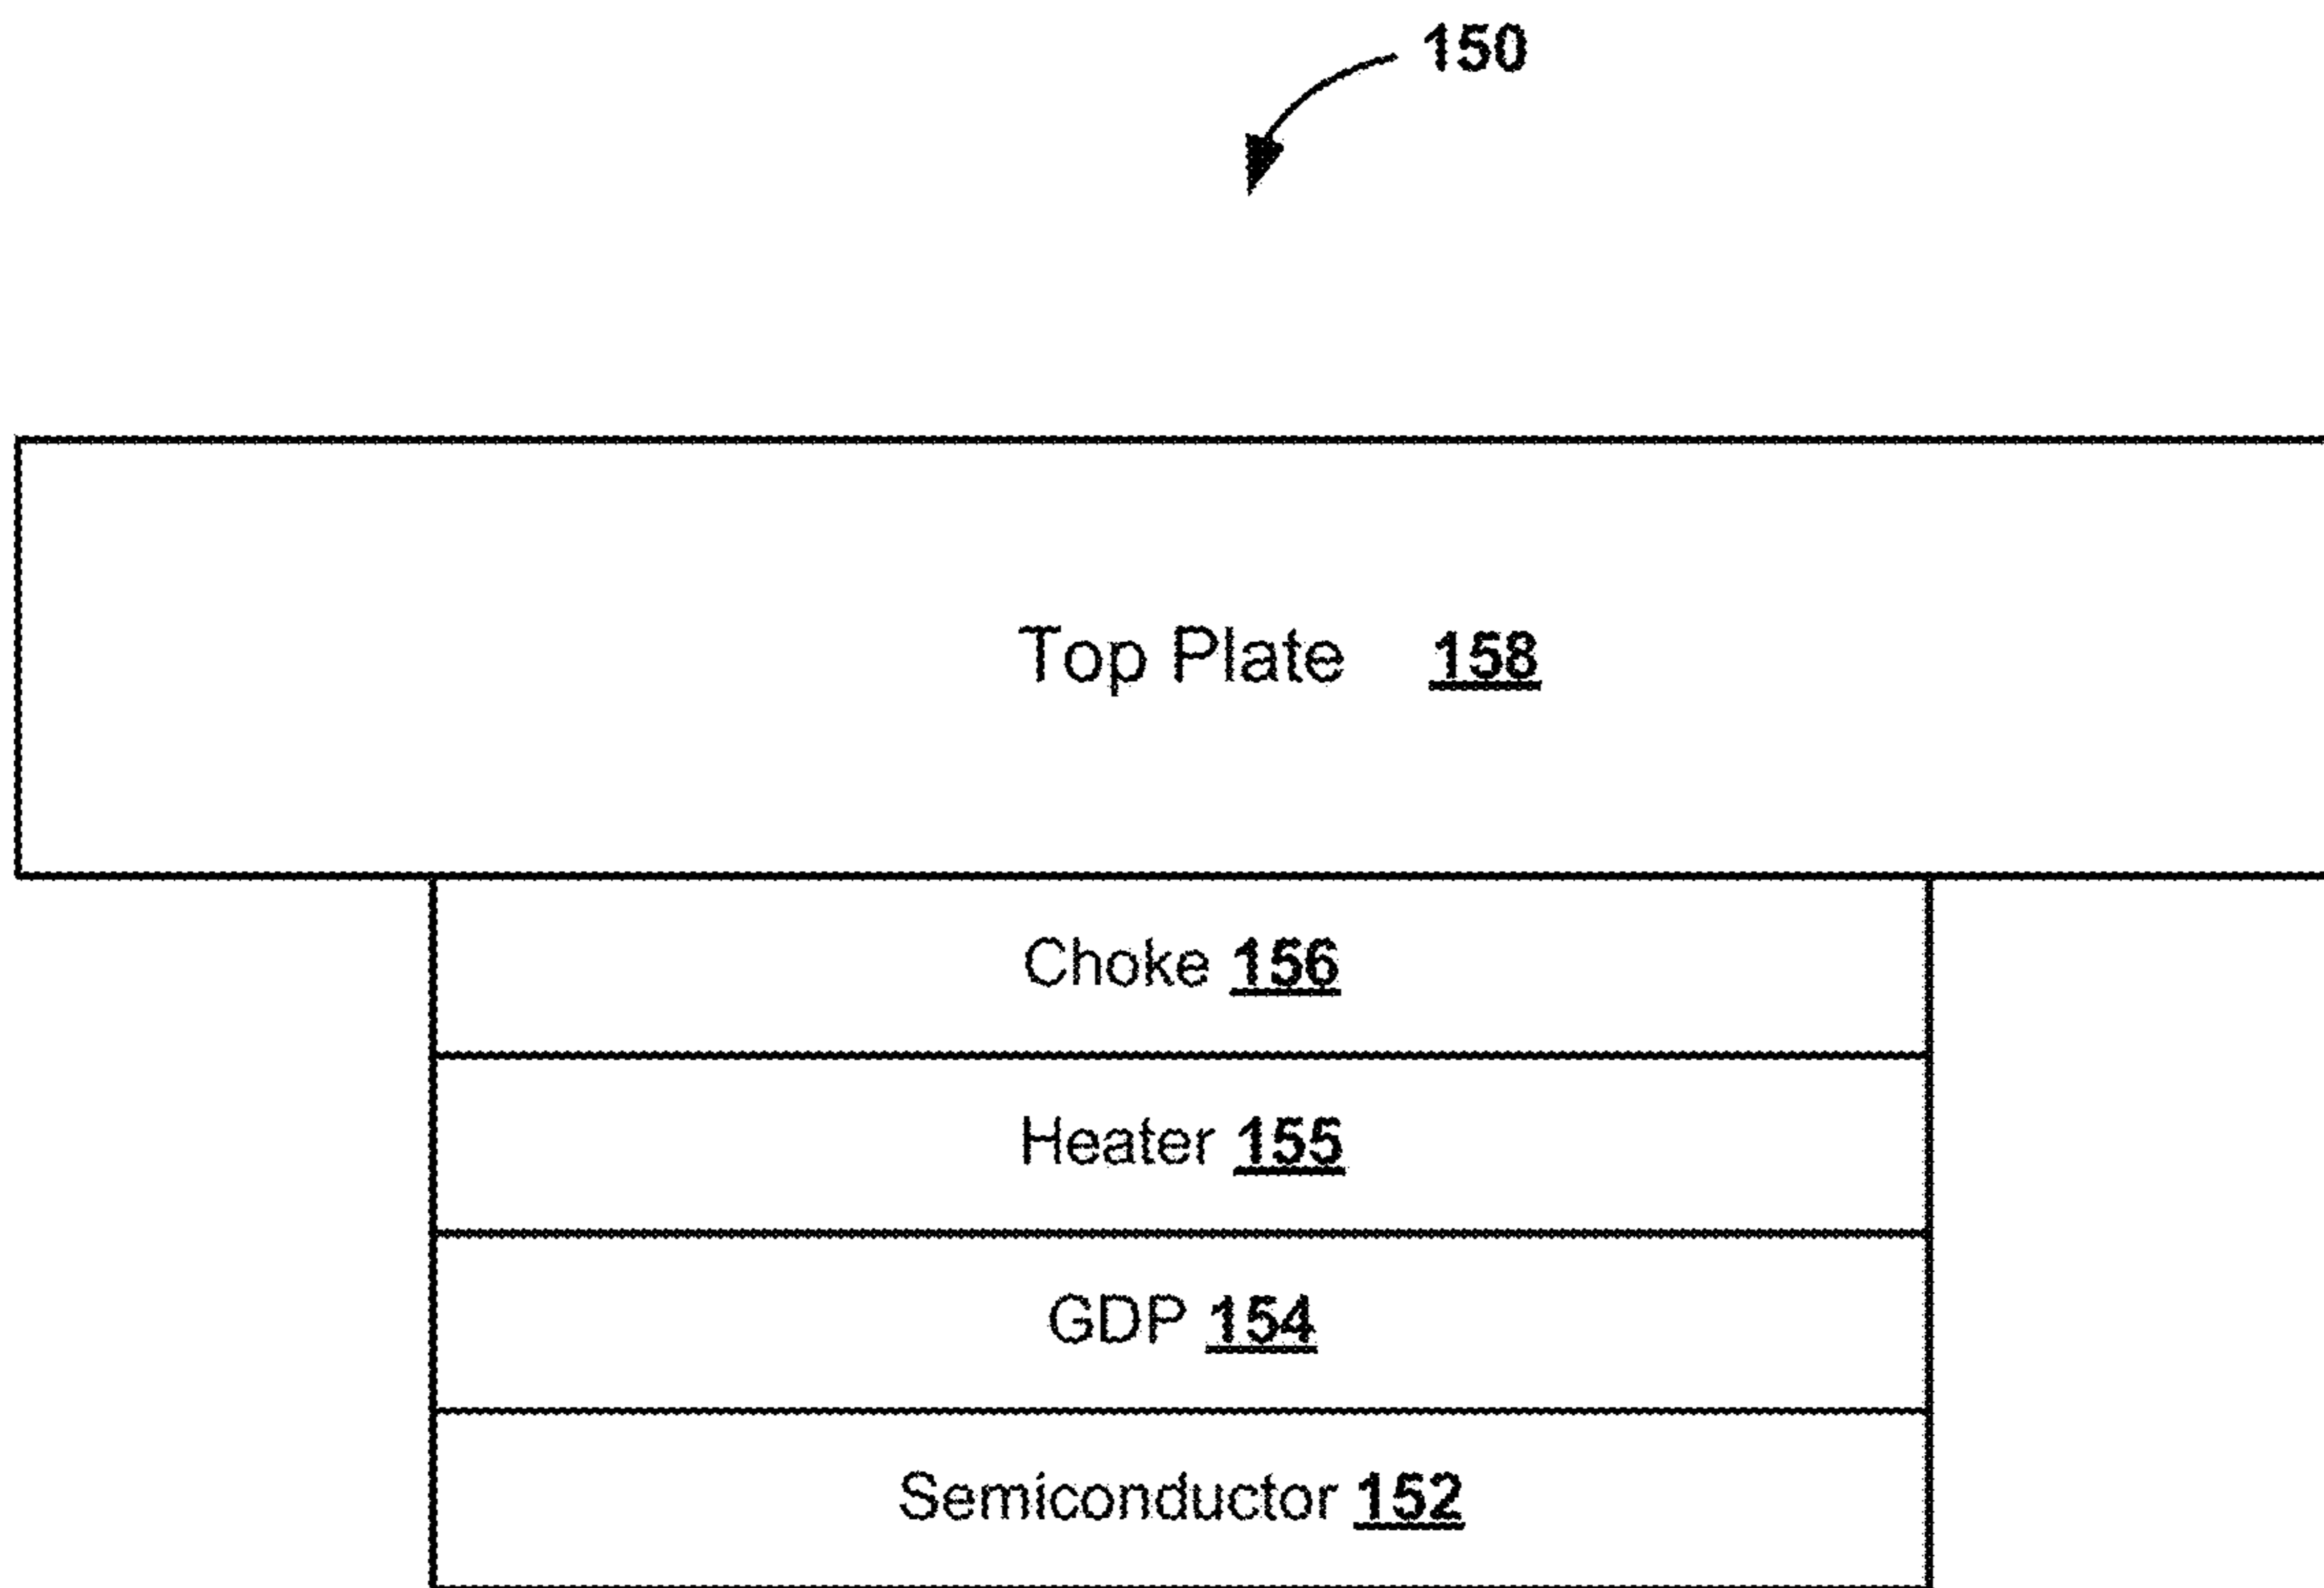 150
Top Plate 158
Choke 156
Heater 155
GDP 154
Semiconductor 152